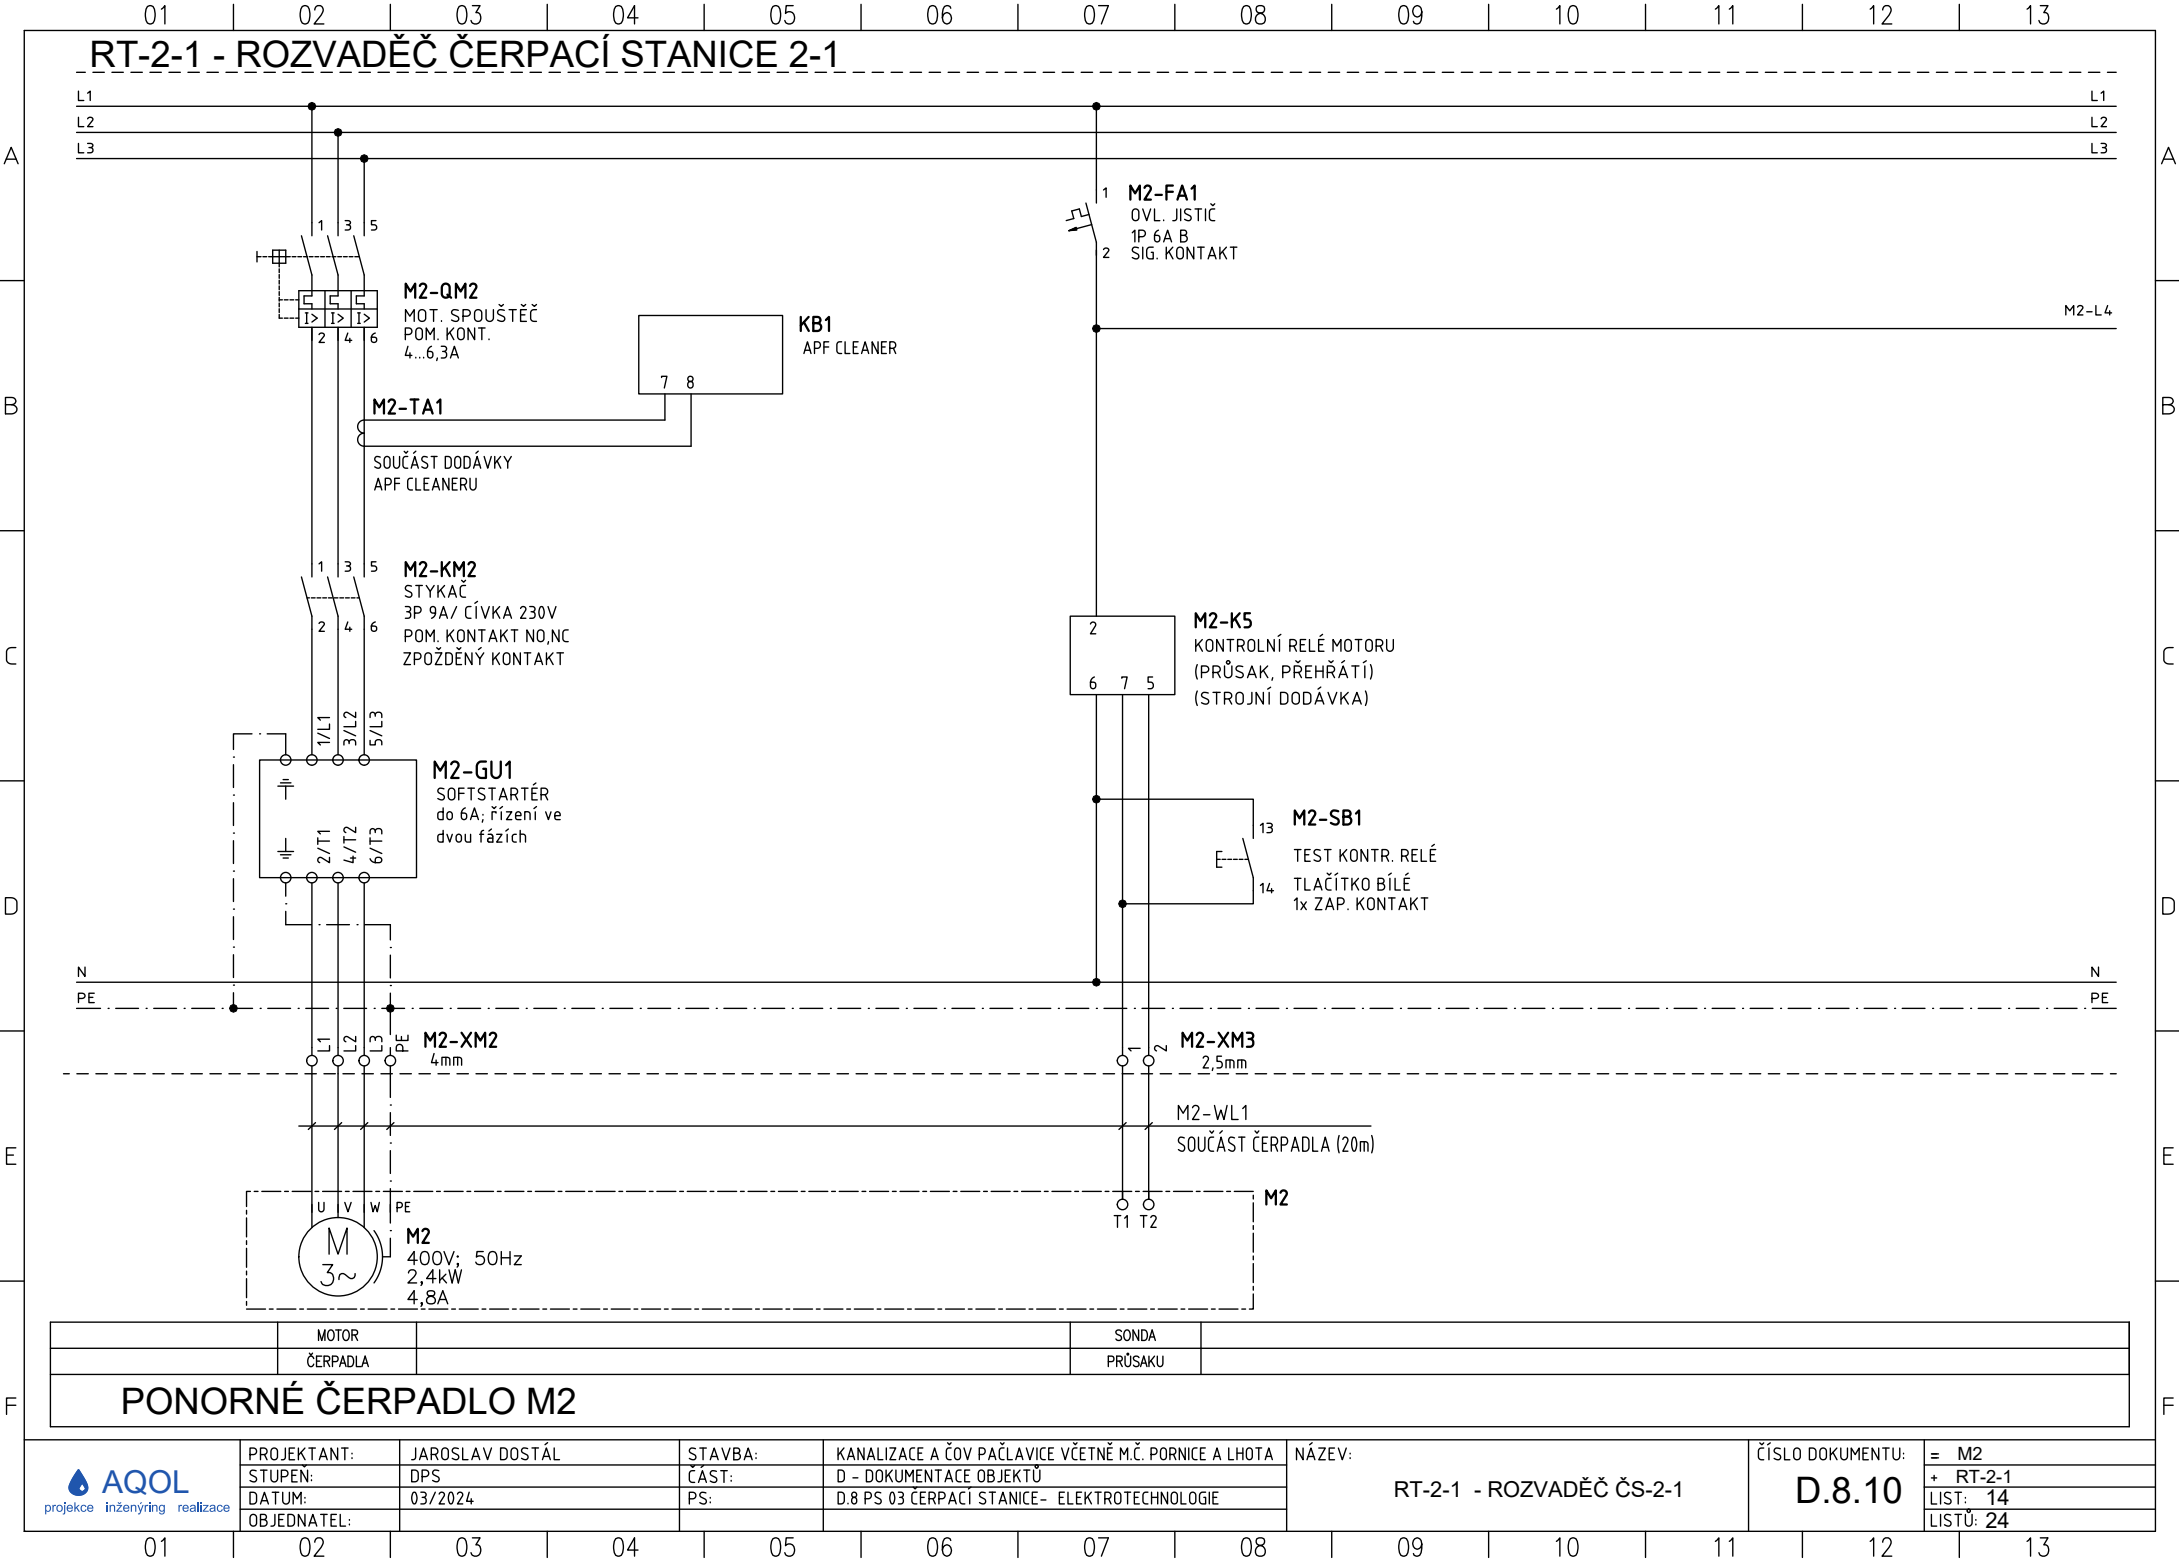 01 02 03 04 05 06 07 08 09 10 11 12 13
RT-2-1 - ROZVADĚČ ČERPACÍ STANICE 2-1
L1 L1
L2 L2
L3 L3
A A
1 3 5
M2-QM2
MOT. SPOUŠTĚČ
POM. KONT.
4...6,3A
I> I> I>
2 4 6
KB1
APF CLEANER
7 8
M2-TA1
SOUČÁST DODÁVKY
APF CLEANERU
1
M2-FA1
OVL. JISTIČ
1P 6A B
SIG. KONTAKT
2
M2-L4
B B
1 3 5
M2-KM2
STYKAČ
3P 9A/ CÍVKA 230V
POM. KONTAKT NO,NC
ZPOŽDĚNÝ KONTAKT
2 4 6
C C
2
M2-K5
KONTROLNÍ RELÉ MOTORU
(PRŮSAK, PŘEHŘÁTÍ)
(STROJNÍ DODÁVKA)
6 7 5
1/L1 3/L2 5/L3
M2-GU1
SOFTSTARTÉR
do 6A; řízení ve
dvou fázích
2/T1 4/T2 6/T3
13
M2-SB1
TEST KONTR. RELÉ
TLAČÍTKO BÍLÉ
1x ZAP. KONTAKT
14
D D
N N
PE PE
L1 L2 L3 PE
M2-XM2
4mm
1 2
M2-XM3
2,5mm
M2-WL1
SOUČÁST ČERPADLA (20m)
E E
U V W PE
M
3~
M2
400V; 50Hz
2,4kW
4,8A
T1 T2
M2
MOTOR
ČERPADLA
SONDA
PRŮSAKU
PONORNÉ ČERPADLO M2
F F
AQOL
projekce inženýring realizace
PROJEKTANT: JAROSLAV DOSTÁL
STUPEŇ: DPS
DATUM: 03/2024
OBJEDNATEL:
STAVBA: KANALIZACE A ČOV PAČLAVICE VČETNĚ M.Č. PORNICE A LHOTA
ČÁST: D - DOKUMENTACE OBJEKTŮ
PS: D.8 PS 03 ČERPACÍ STANICE- ELEKTROTECHNOLOGIE
NÁZEV:
RT-2-1 - ROZVADĚČ ČS-2-1
ČÍSLO DOKUMENTU:
D.8.10
= M2
+ RT-2-1
LIST: 14
LISTŮ: 24
01 02 03 04 05 06 07 08 09 10 11 12 13